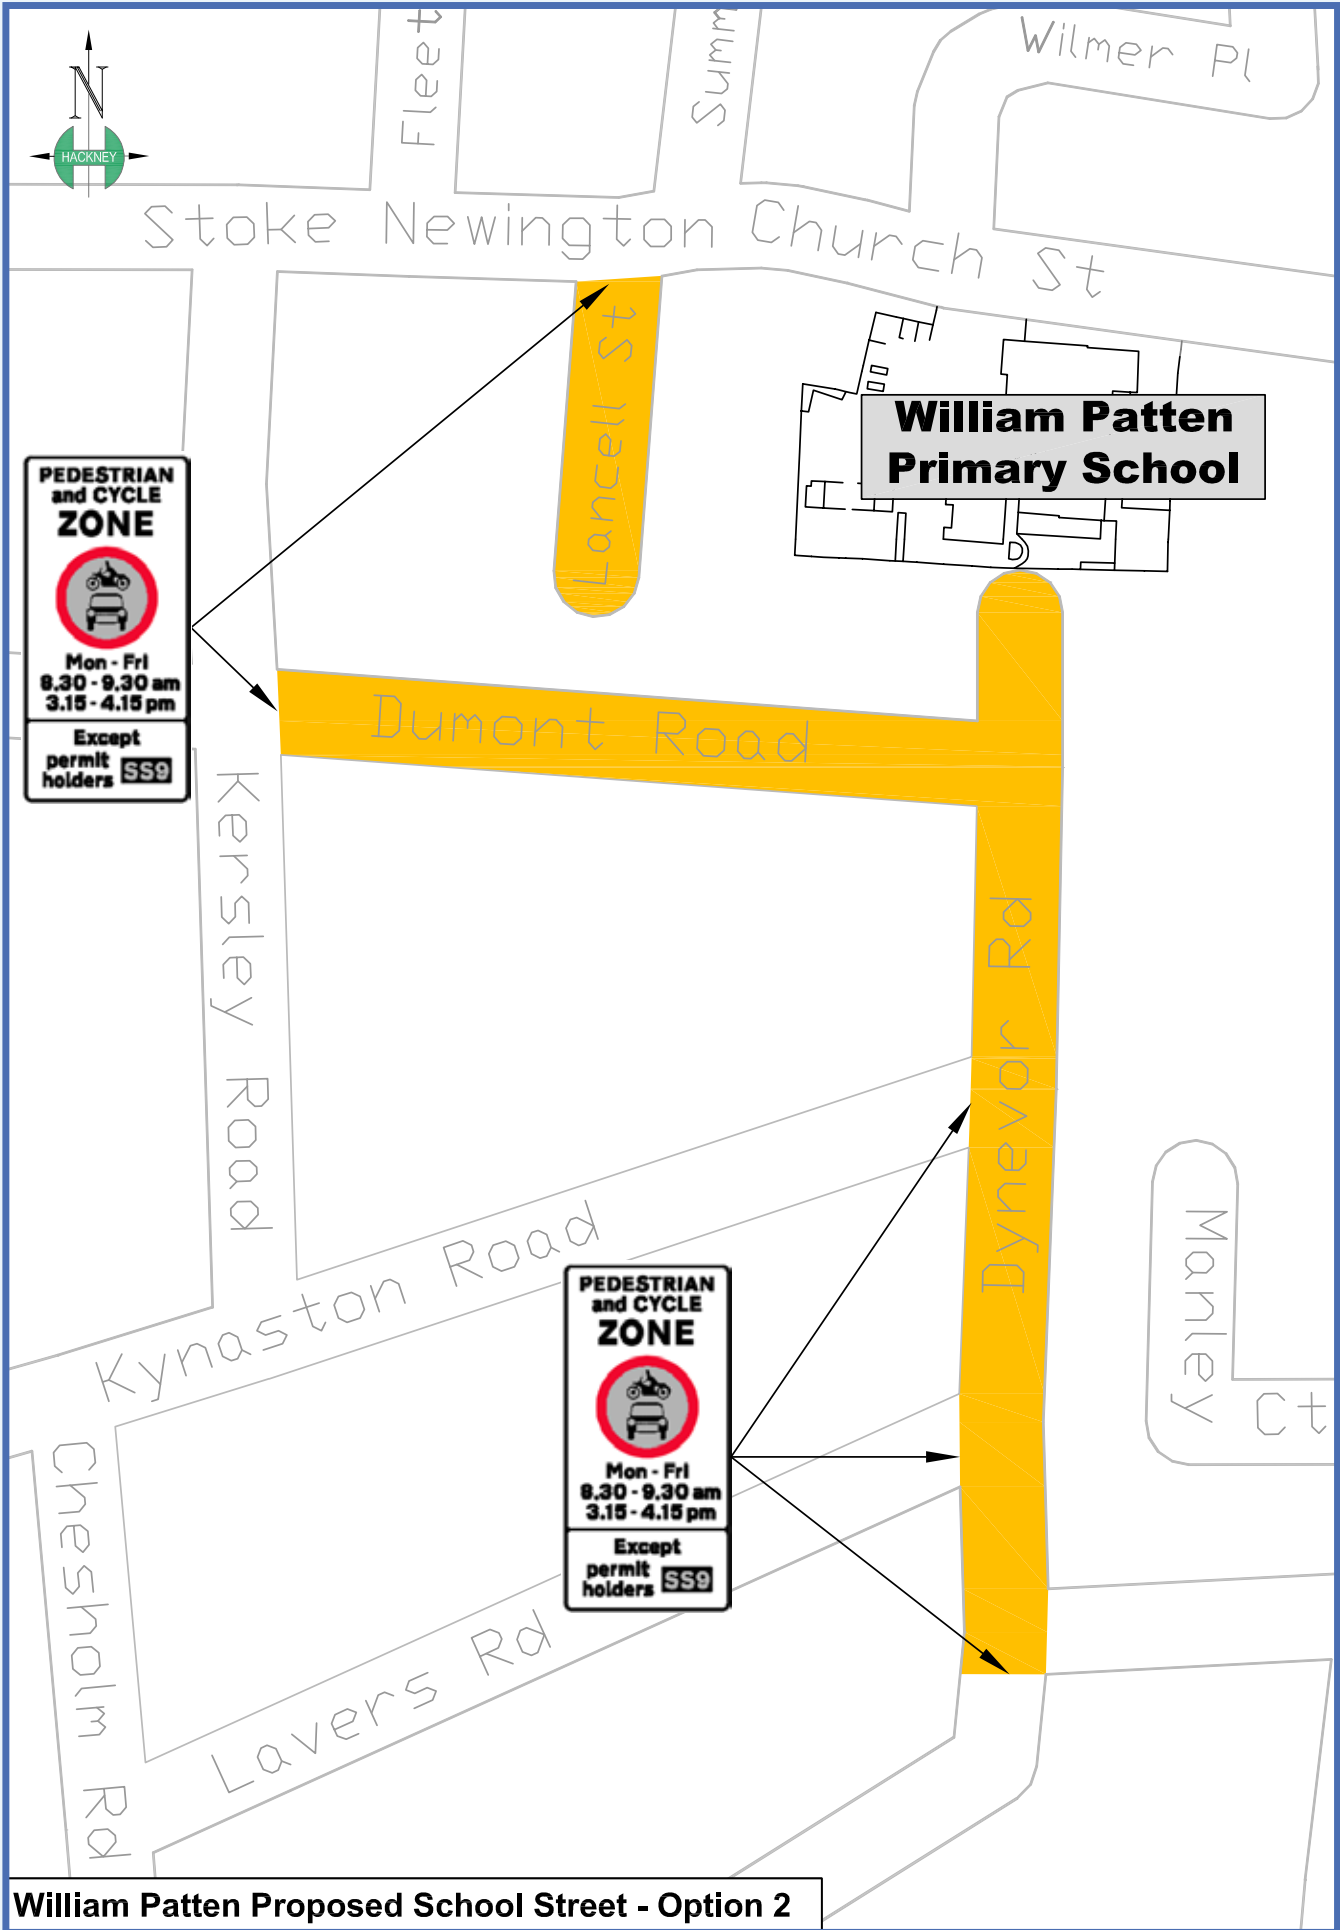 Fleet
Summ
Wilmer Pl
N
HACKNEY
Stoke Newington Church St
Lancell St
William Patten
Primary School
PEDESTRIAN
and CYCLE
ZONE
Mon - Fri
8.30 - 9.30 am
3.15 - 4.15 pm
Except
permit
holders SS9
Dumont Road
Kersley Road
Dynevor Rd
Kynaston Road
Manley Ct
PEDESTRIAN
and CYCLE
ZONE
Mon - Fri
8.30 - 9.30 am
3.15 - 4.15 pm
Except
permit
holders SS9
Chesholm Rd
Lavers Rd
William Patten Proposed School Street - Option 2